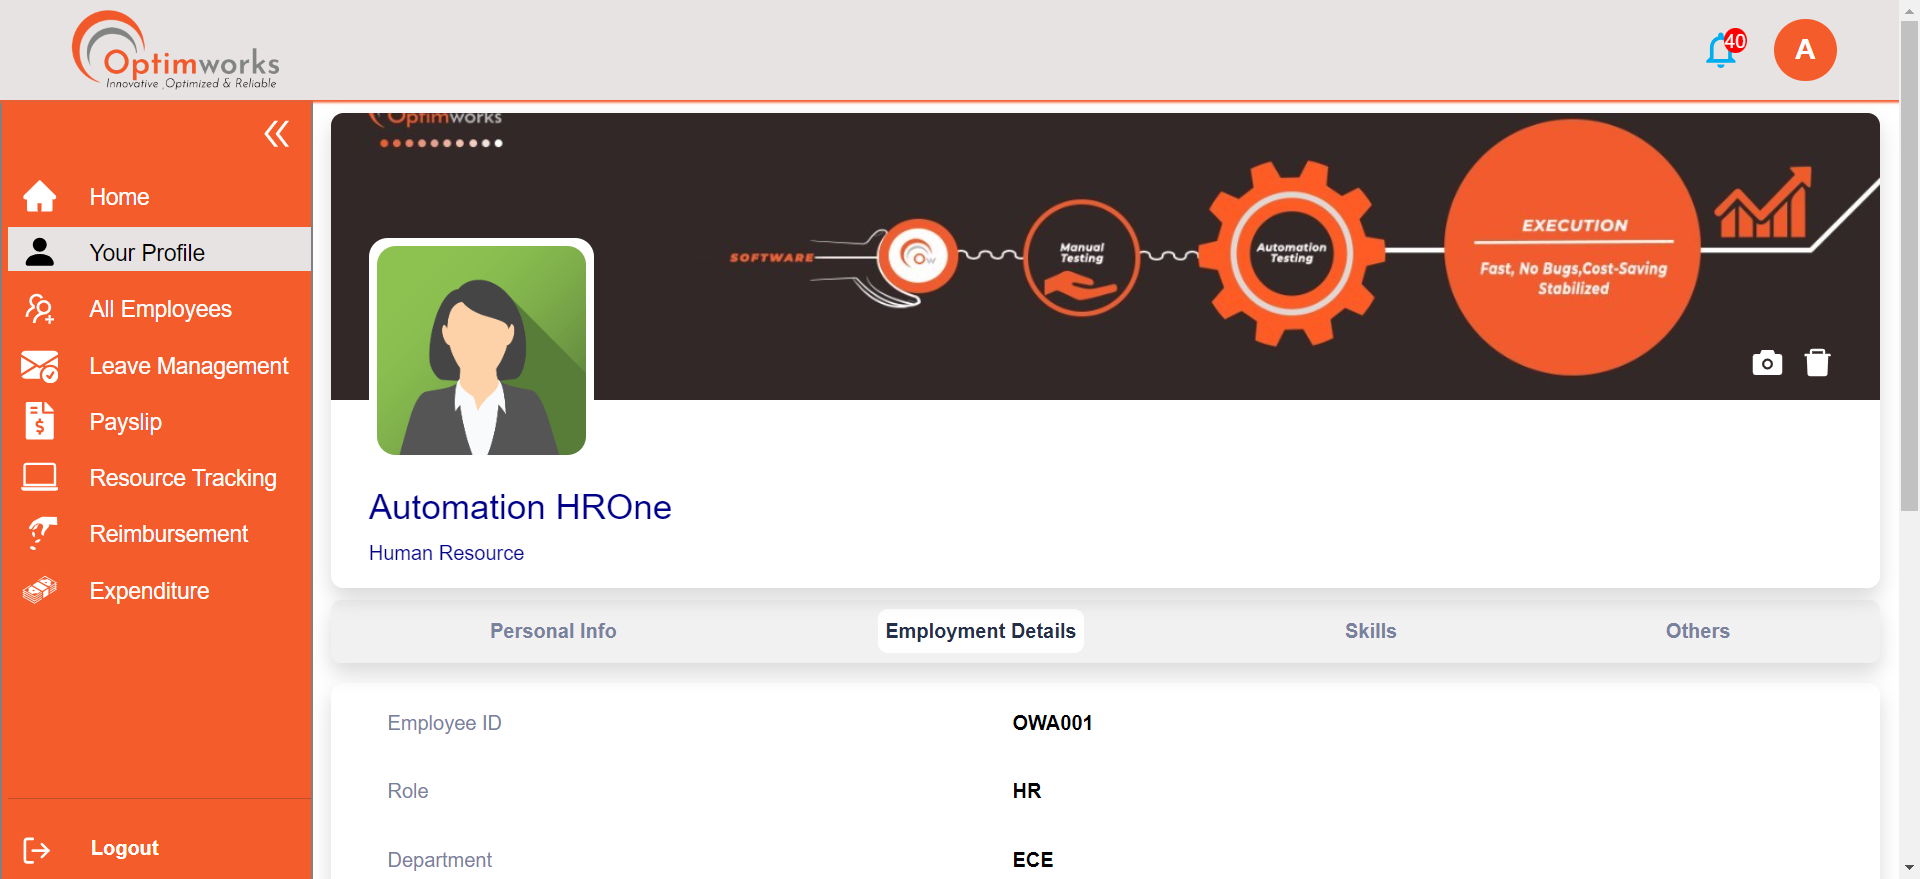 Optimworks
Innovative ,Optimized & Reliable
40
A
Home
Your Profile
All Employees
Leave Management
Payslip
Resource Tracking
Reimbursement
Expenditure
Logout
Optimworks
SOFTWARE
OW
Manual
Testing
Automation
Testing
EXECUTION
Fast, No Bugs,Cost-Saving
Stabilized
Automation HROne
Human Resource
Personal Info
Employment Details
Skills
Others
Employee ID
OWA001
Role
HR
Department
ECE